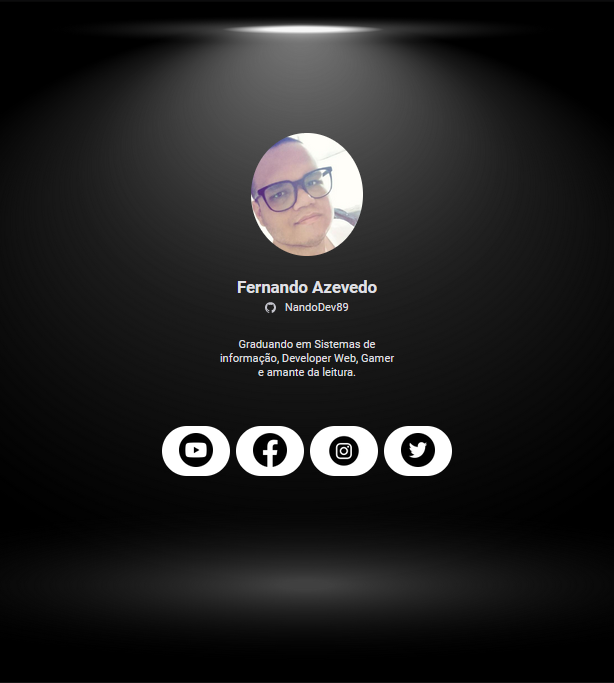 Fernando Azevedo
NandoDev89
Graduando em Sistemas de
informação, Developer Web, Gamer
e amante da leitura.